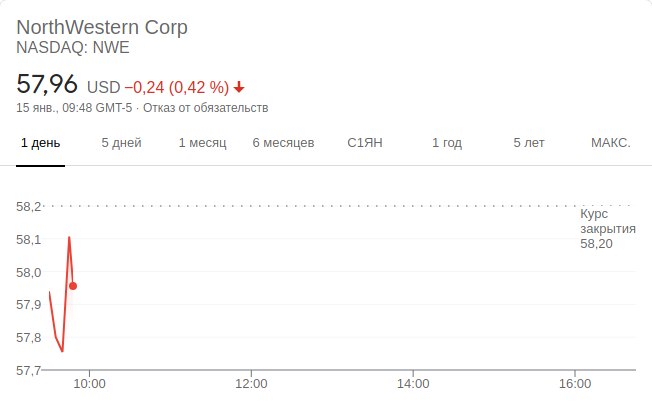 NorthWestern Corp
NASDAQ: NWE
57,96 USD −0,24 (0,42 %)
15 янв., 09:48 GMT-5 · Отказ от обязательств
1 день 5 дней 1 месяц 6 месяцев С1ЯН 1 год 5 лет МАКС.
58,2
Курс
закрытия
58,20
58,1
58,0
57,9
57,8
57,7
10:00 12:00 14:00 16:00